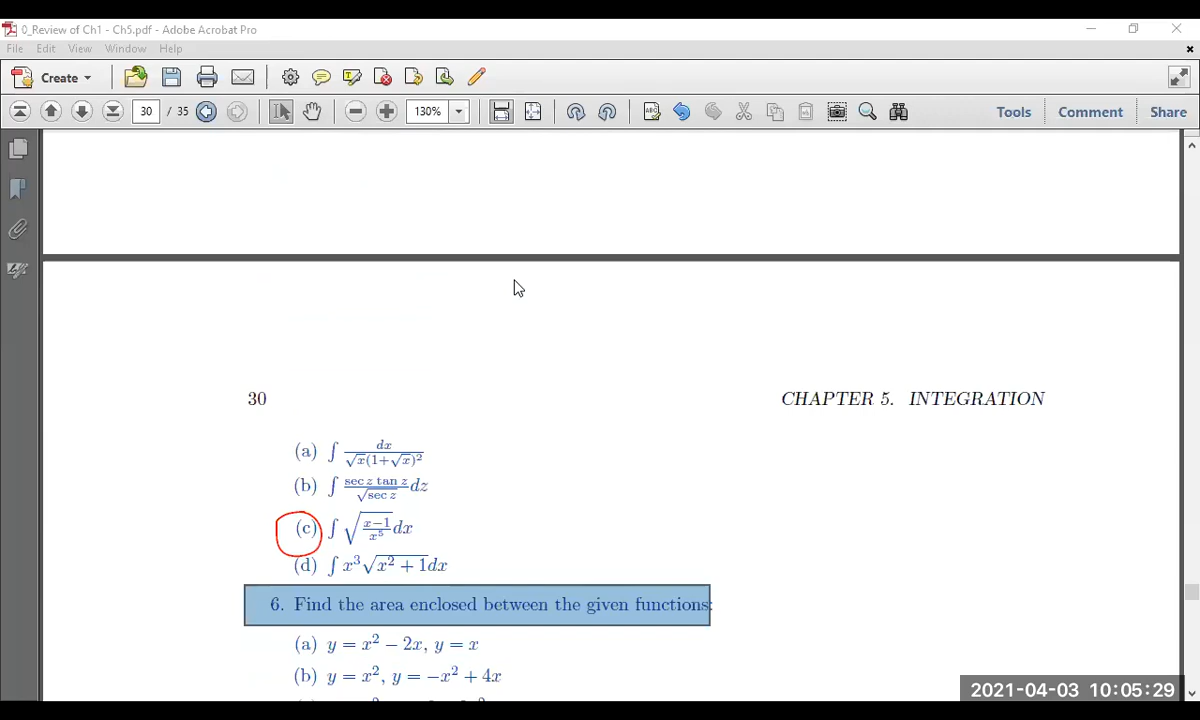 0_Review of Ch1 - Ch5.pdf - Adobe Acrobat Pro
File Edit View Window Help
Create
30 / 35 130% Tools Comment Share
30 CHAPTER 5. INTEGRATION
(a) ∫ dx/(√x(1+√x)²)
(b) ∫ (sec z tan z)/(√sec z) dz
(c) ∫ √((x−1)/x⁵) dx
(d) ∫ x³√(x² + 1) dx
6. Find the area enclosed between the given functions:
(a) y = x² − 2x, y = x
(b) y = x², y = −x² + 4x
2021-04-03 10:05:29